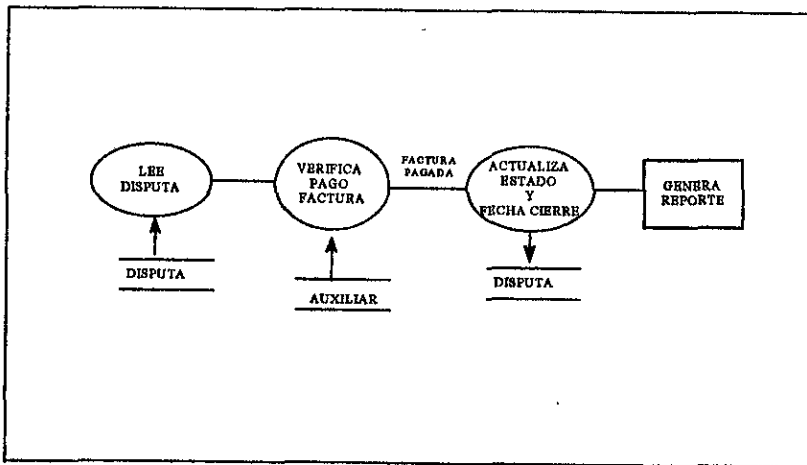 LEE
DISPUTA
VERIFICA
PAGO
FACTURA
FACTURA
PAGADA
ACTUALIZA
ESTADO
Y
FECHA CIERRE
GENERA
REPORTE
DISPUTA
AUXILIAR
DISPUTA